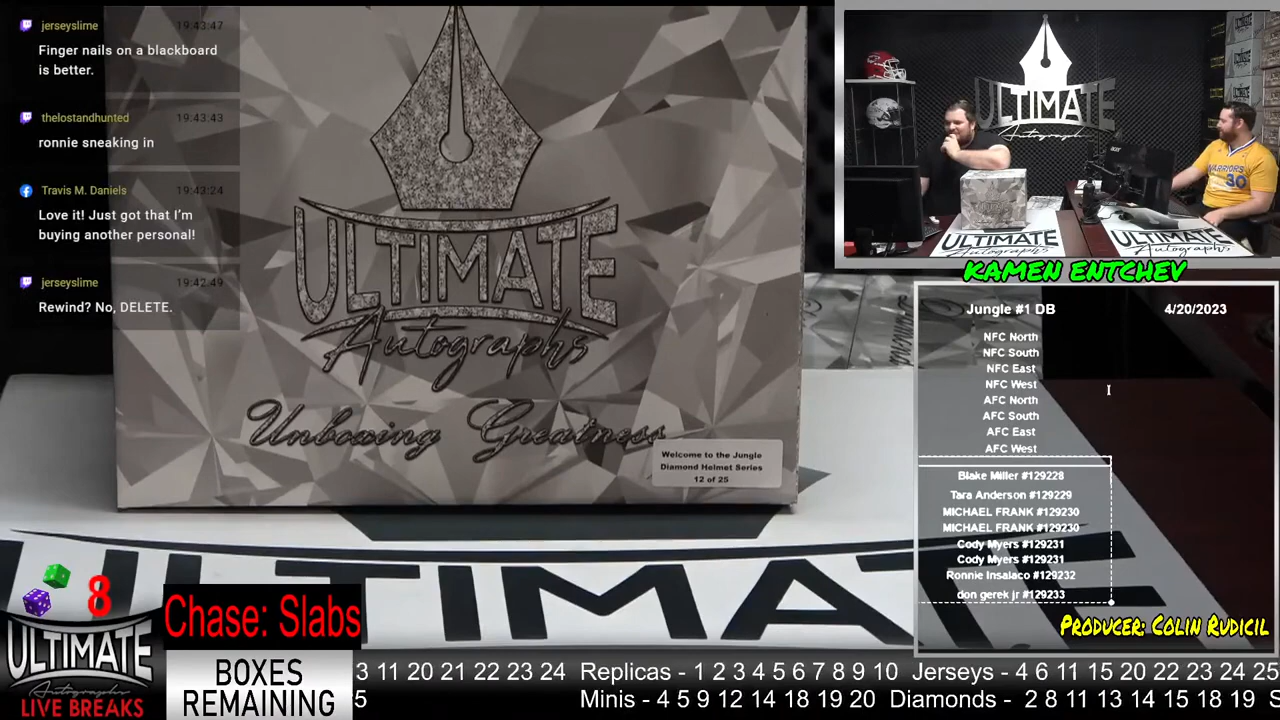 jerseyslime 19:43:47
Finger nails on a blackboard
is better.
thelostandhunted 19:43:43
ronnie sneaking in
Travis M. Daniels 19:42:24
Love it! Just got that I'm
buying another personal!
jerseyslime 19:42:49
Rewind? No, DELETE.
ULTIMATE
Autographs
Unboxing Greatness
Welcome to the Jungle
Diamond Helmet Series
12 of 25
ULTIMATE
Autographs
WARRIORS
30
ULTIMATE
ULTIMATE
Autographs
KAMEN ENTCHEV
Jungle #1 DB 4/20/2023
NFC North
NFC South
NFC East
NFC West
AFC North
AFC South
AFC East
AFC West
Blake Miller #129228
Tara Anderson #129229
MICHAEL FRANK #129230
MICHAEL FRANK #129230
Cody Myers #129231
Cody Myers #129231
Ronnie Insalaco #129232
don gerek jr #129233
PRODUCER: COLIN RUDICIL
ULTIMA
8
ULTIMATE
Autographs
LIVE BREAKS
Chase: Slabs
BOXES
REMAINING
3 11 20 21 22 23 24 Replicas - 1 2 3 4 5 6 7 8 9 10 Jerseys - 4 6 11 15 20 22 23 24 25
5 Minis - 4 5 9 12 14 18 19 20 Diamonds - 2 8 11 13 14 15 18 19 S